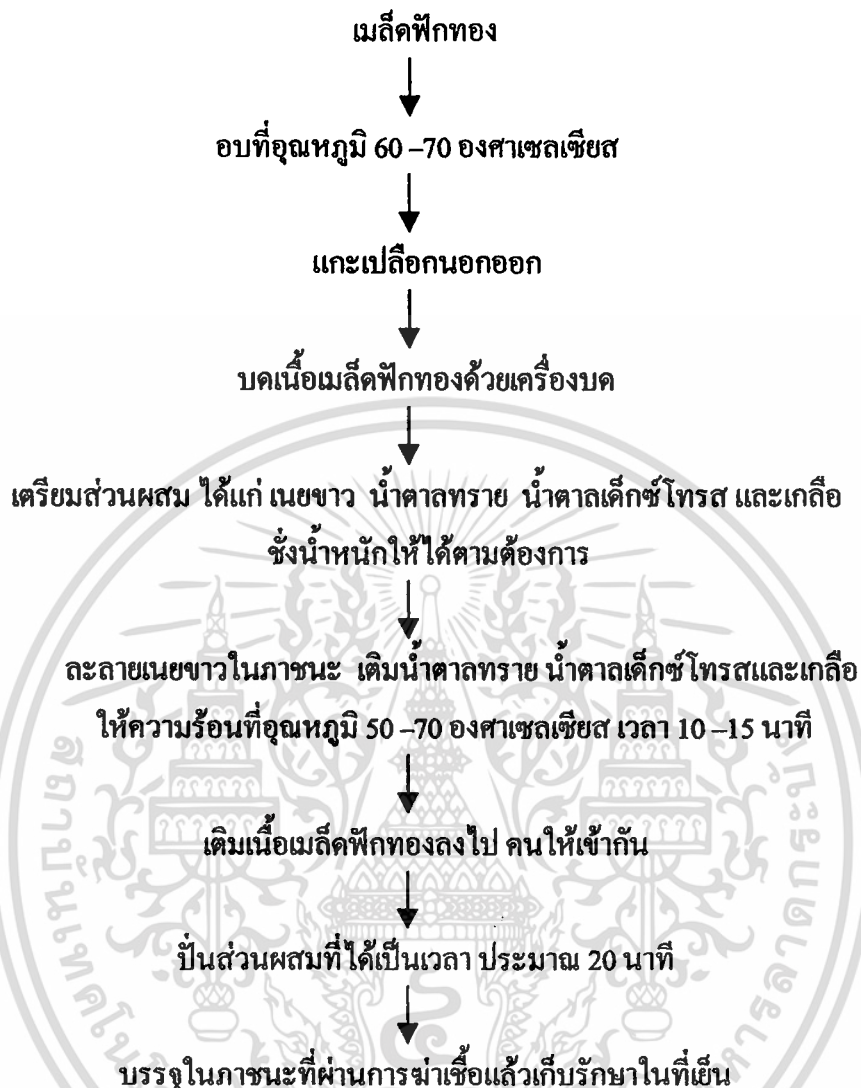 เมล็ดฟักทอง
อบที่อุณหภูมิ 60 –70 องศาเซลเซียส
แกะเปลือกนอกออก
บดเนื้อเมล็ดฟักทองด้วยเครื่องบด
เตรียมส่วนผสม ได้แก่ เนยขาว น้ำตาลทราย น้ำตาลเด็กซ์โทรส และเกลือ
ชั่งน้ำหนักให้ได้ตามต้องการ
ละลายเนยขาวในภาชนะ เติมน้ำตาลทราย น้ำตาลเด็กซ์โทรสและเกลือ
ให้ความร้อนที่อุณหภูมิ 50 –70 องศาเซลเซียส เวลา 10 –15 นาที
เติมเนื้อเมล็ดฟักทองลงไป คนให้เข้ากัน
ปั่นส่วนผสมที่ได้เป็นเวลา ประมาณ 20 นาที
บรรจุในภาชนะที่ผ่านการฆ่าเชื้อแล้วเก็บรักษาในที่เย็น